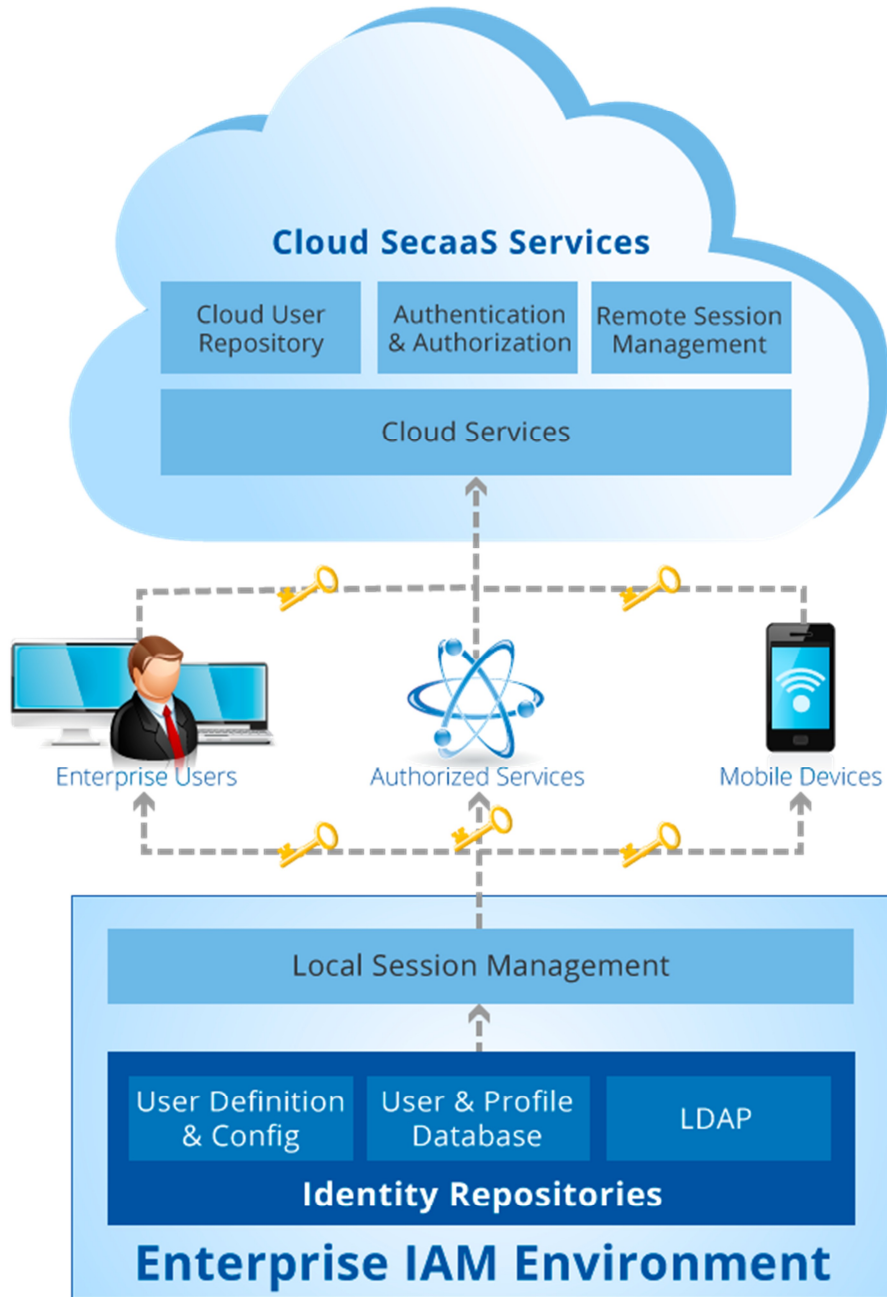 Cloud SecaaS Services
Cloud User
Repository
Authentication
& Authorization
Remote Session
Management
Cloud Services
Enterprise Users
Authorized Services
Mobile Devices
Local Session Management
User Definition
& Config
User & Profile
Database
LDAP
Identity Repositories
Enterprise IAM Environment